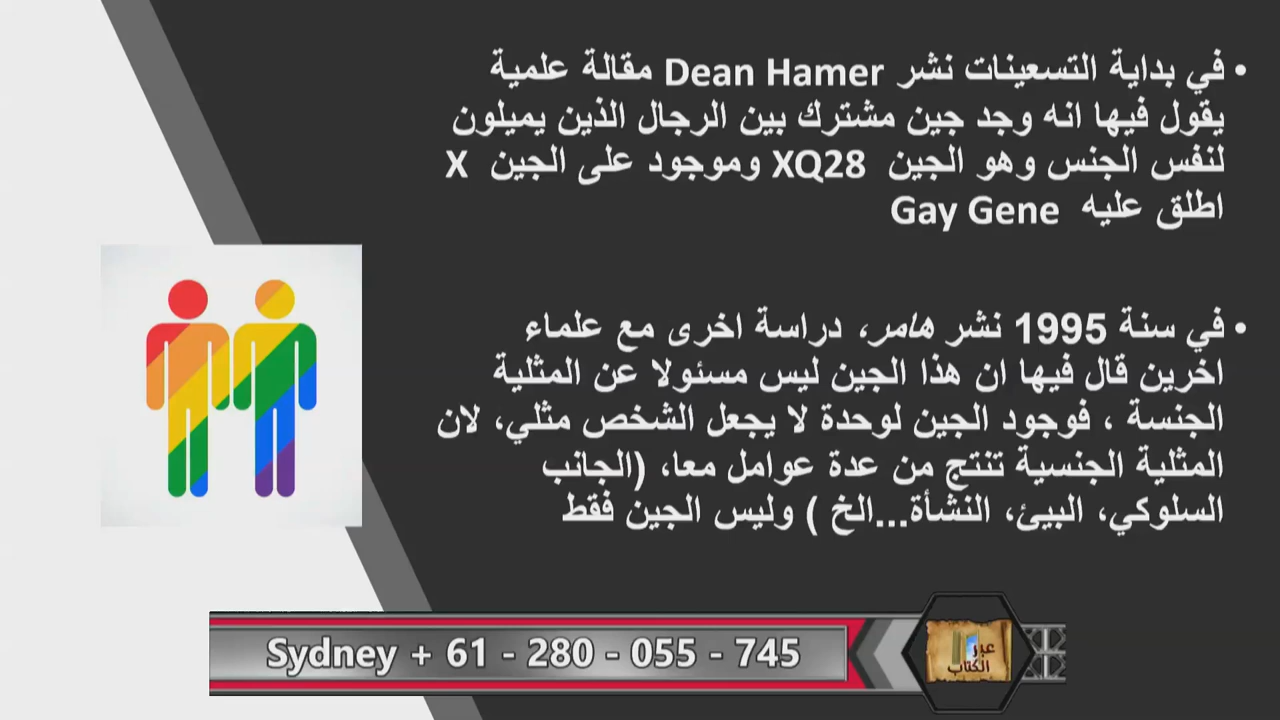 • في بداية التسعينات نشر Dean Hamer مقالة علمية
يقول فيها انه وجد جين مشترك بين الرجال الذين يميلون
لنفس الجنس وهو الجين XQ28 وموجود على الجين X
اطلق عليه Gay Gene
• في سنة 1995 نشر هامر، دراسة اخرى مع علماء
اخرين قال فيها ان هذا الجين ليس مسئولا عن المثلية
الجنسة ، فوجود الجين لوحدة لا يجعل الشخص مثلي، لان
المثلية الجنسية تنتج من عدة عوامل معا، (الجانب
السلوكي، البيئ، النشأة...الخ ) وليس الجين فقط
Sydney + 61 - 280 - 055 - 745
عبر
الكتاب